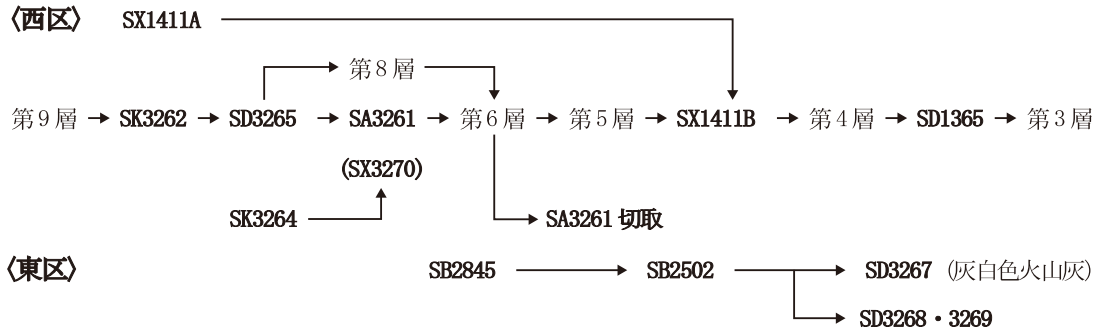 〈西区〉 SX1411A
第８層
第９層 → SK3262 → SD3265 → SA3261 → 第６層 → 第５層 → SX1411B → 第４層 → SD1365 → 第３層
(SX3270)
SK3264 SA3261 切取
〈東区〉 SB2845 SB2502 SD3267 (灰白色火山灰)
SD3268・3269